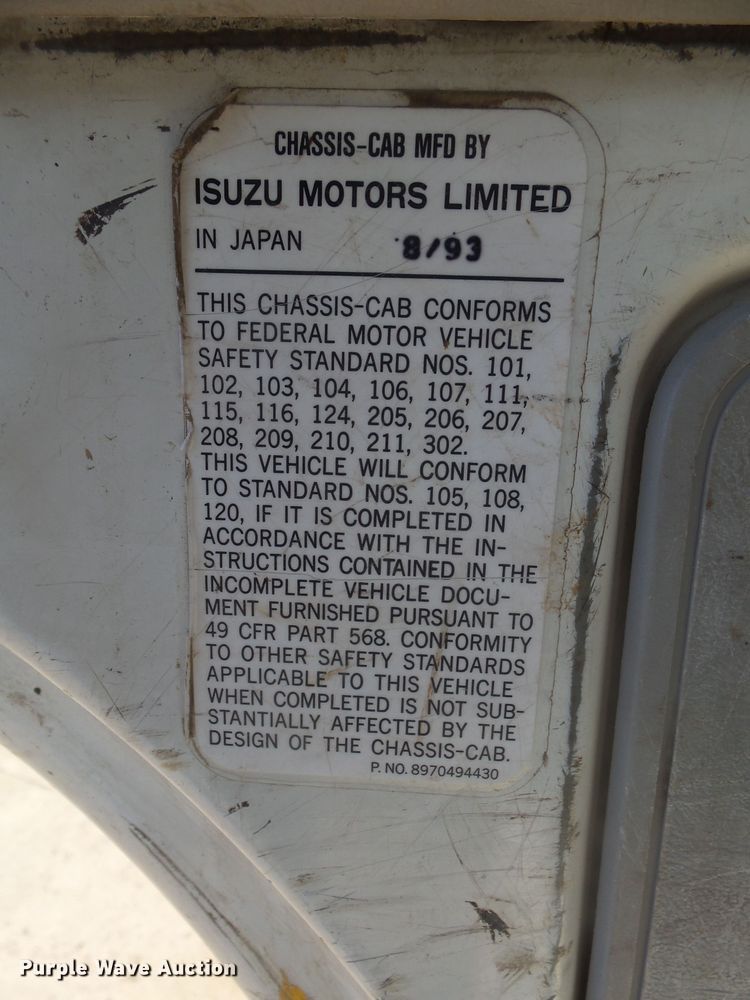 CHASSIS-CAB MFD BY
ISUZU MOTORS LIMITED
IN JAPAN 8/93
THIS CHASSIS-CAB CONFORMS
TO FEDERAL MOTOR VEHICLE
SAFETY STANDARD NOS. 101,
102, 103, 104, 106, 107, 111,
115, 116, 124, 205, 206, 207,
208, 209, 210, 211, 302.
THIS VEHICLE WILL CONFORM
TO STANDARD NOS. 105, 108,
120, IF IT IS COMPLETED IN
ACCORDANCE WITH THE IN-
STRUCTIONS CONTAINED IN THE
INCOMPLETE VEHICLE DOCU-
MENT FURNISHED PURSUANT TO
49 CFR PART 568. CONFORMITY
TO OTHER SAFETY STANDARDS
APPLICABLE TO THIS VEHICLE
WHEN COMPLETED IS NOT SUB-
STANTIALLY AFFECTED BY THE
DESIGN OF THE CHASSIS-CAB.
P. NO. 8970494430
Purple Wave Auction